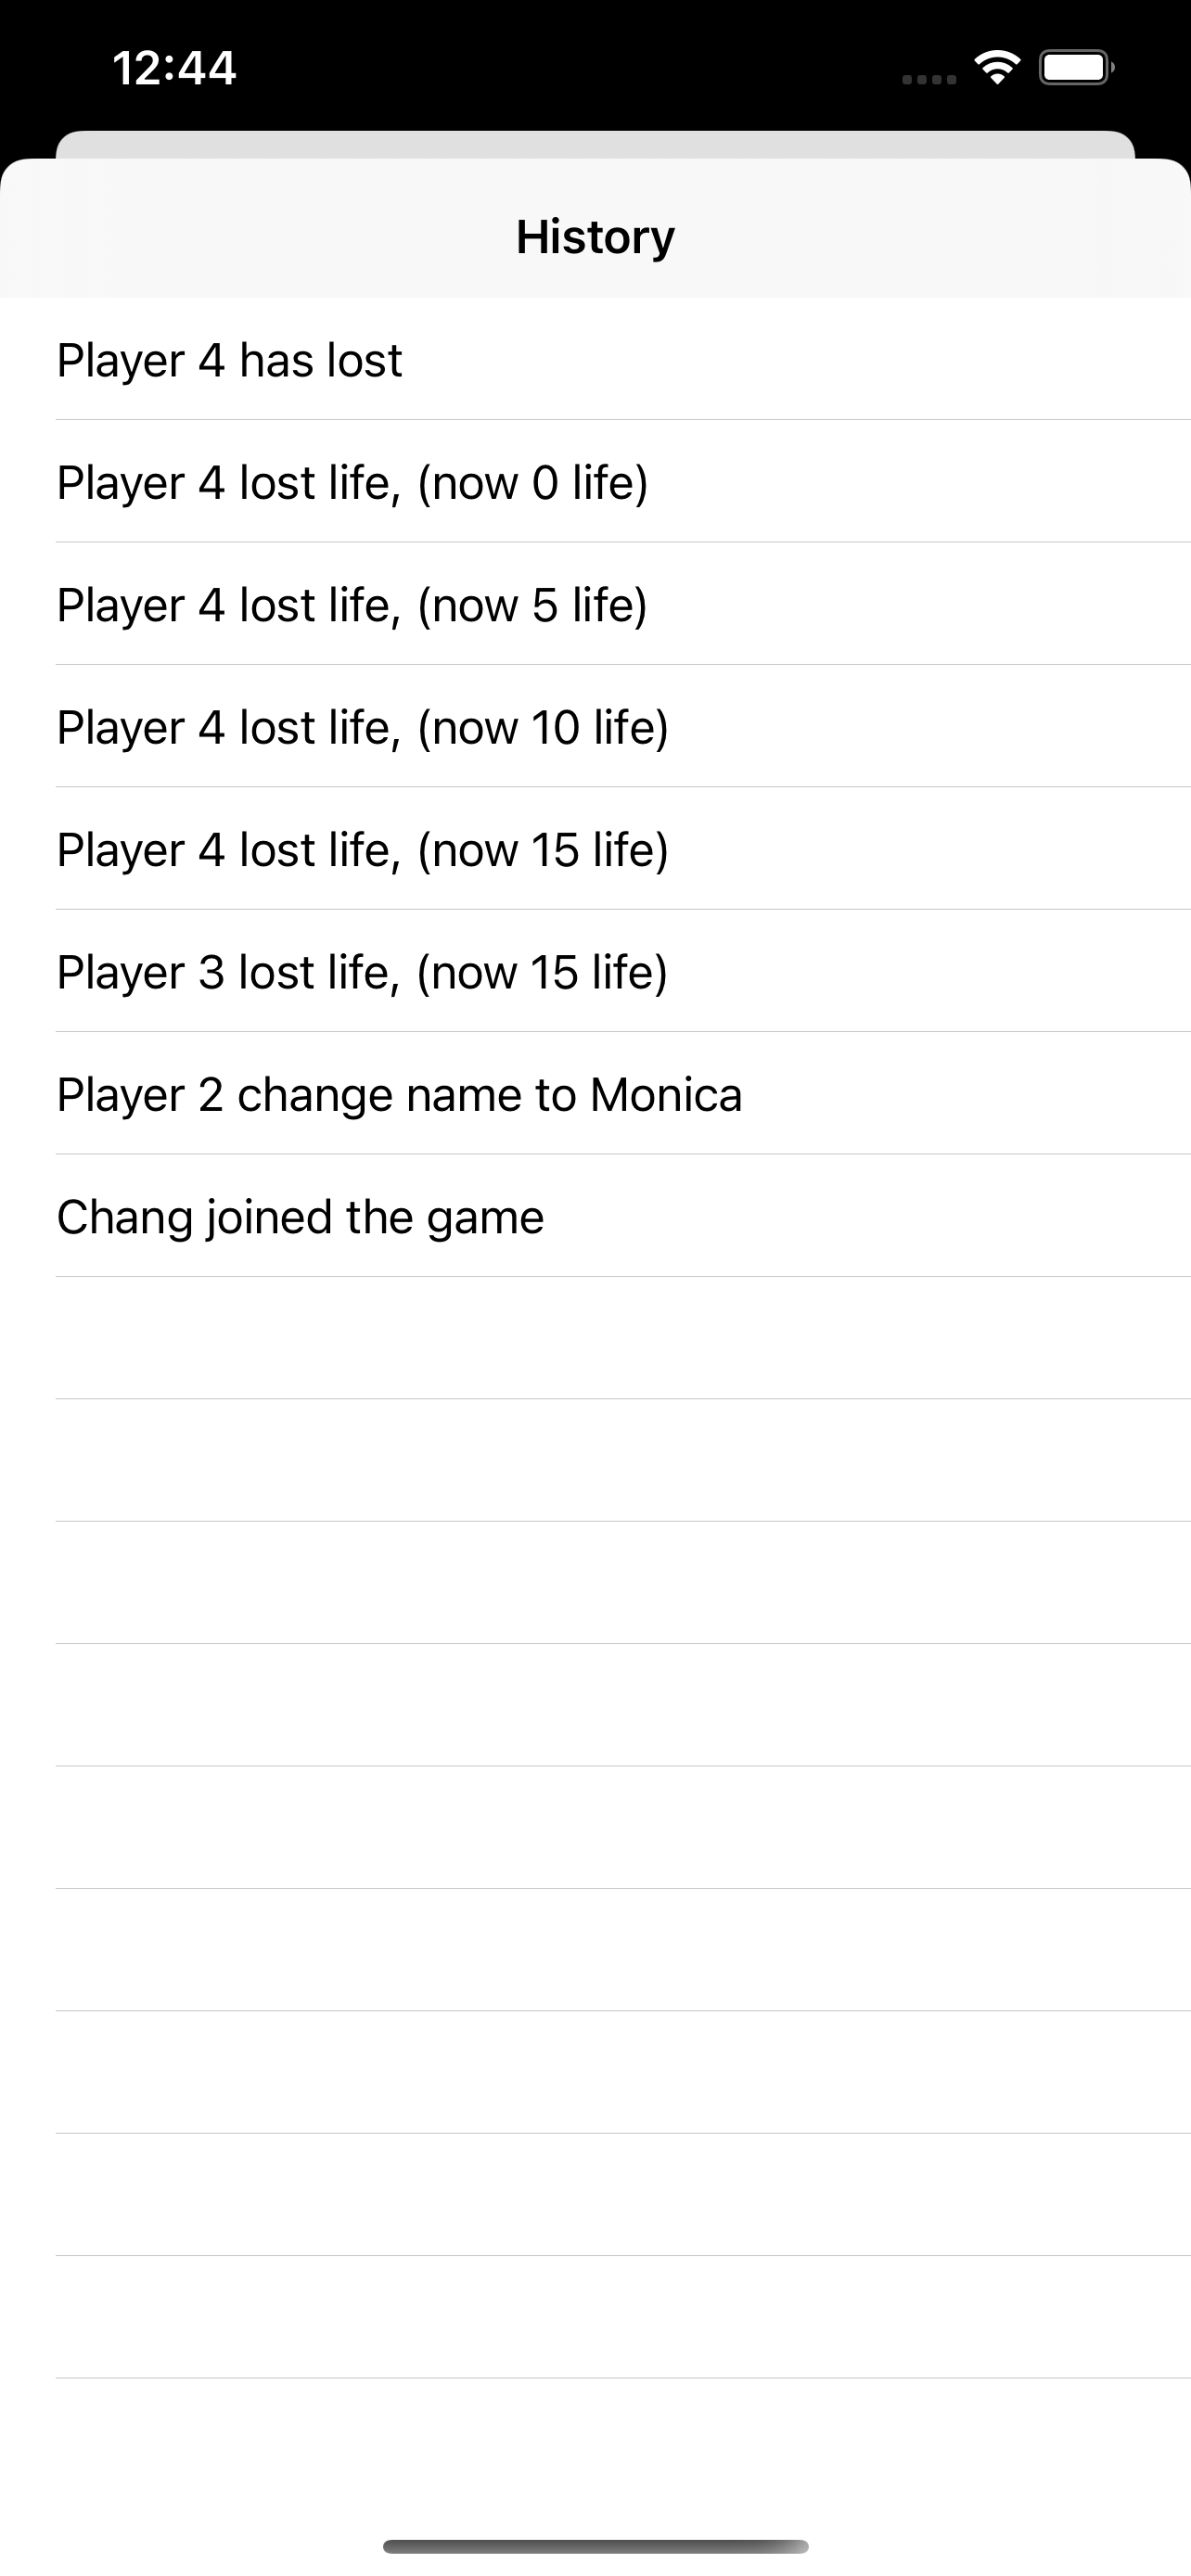 12:44
History
Player 4 has lost
Player 4 lost life, (now 0 life)
Player 4 lost life, (now 5 life)
Player 4 lost life, (now 10 life)
Player 4 lost life, (now 15 life)
Player 3 lost life, (now 15 life)
Player 2 change name to Monica
Chang joined the game